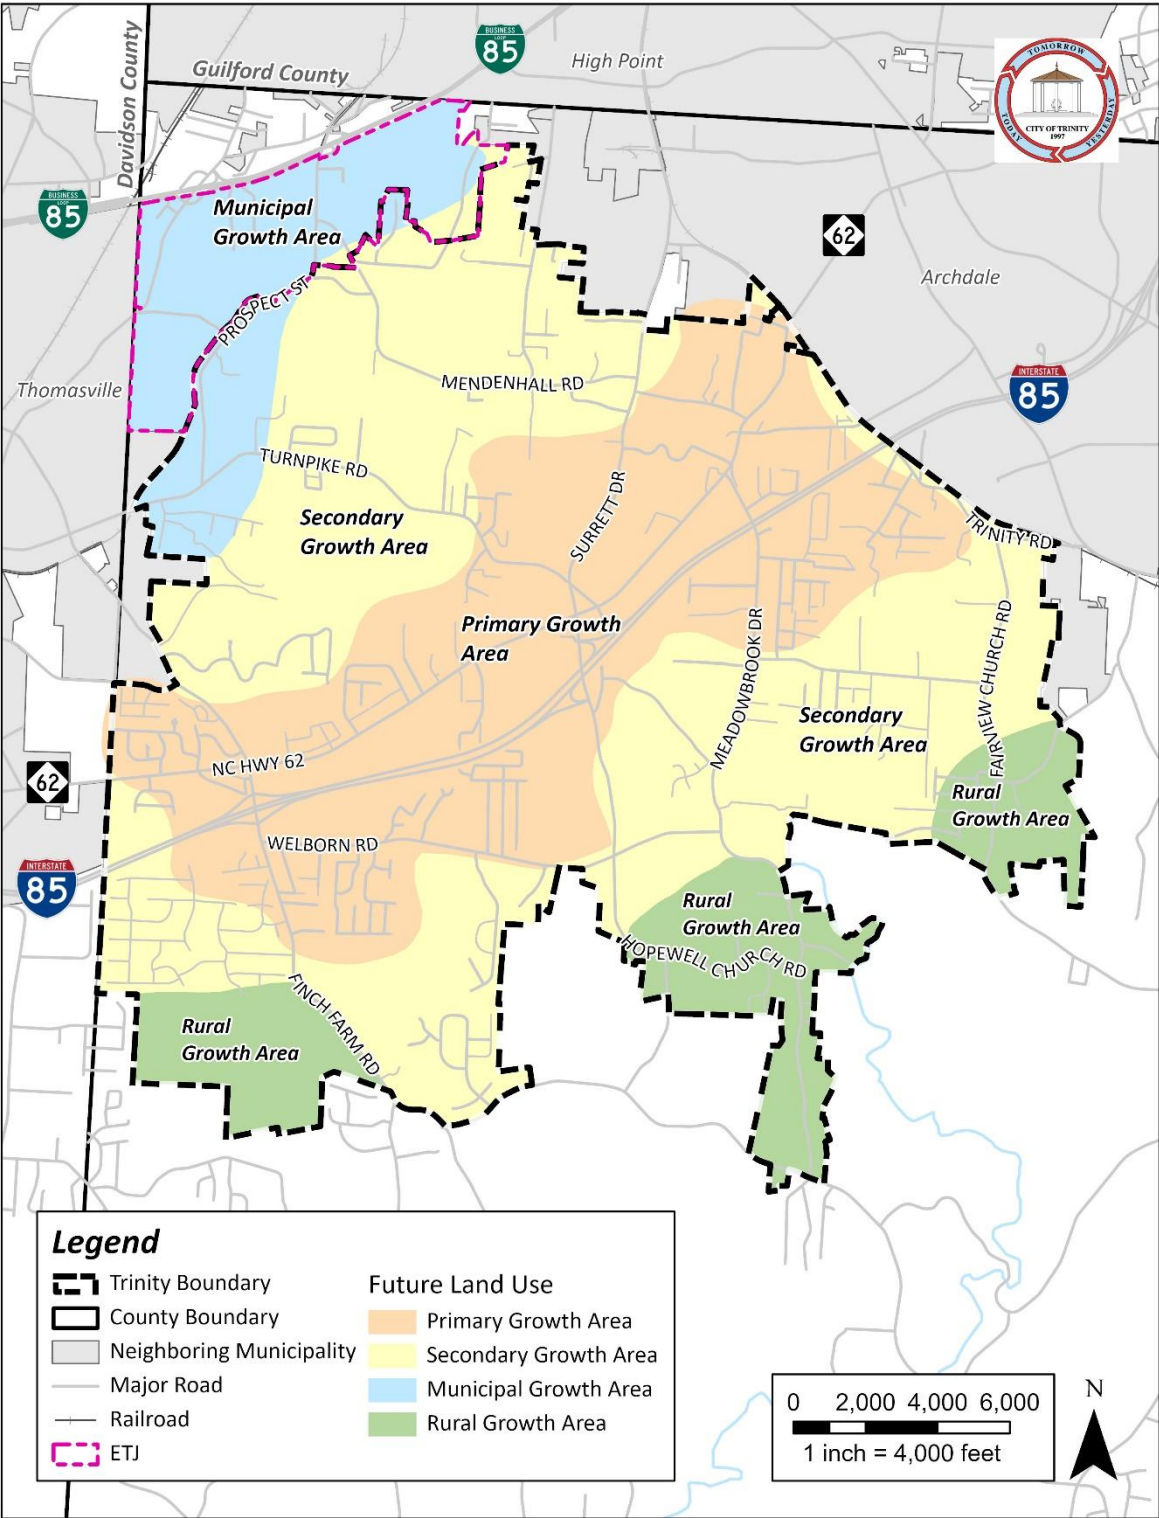 BUSINESS
LOOP
85
High Point
Guilford County
Davidson County
TOMORROW
TODAY
YESTERDAY
CITY OF TRINITY
1997
BUSINESS
LOOP
85
Municipal
Growth Area
62
Archdale
PROSPECT ST
Thomasville
MENDENHALL RD
INTERSTATE
85
TURNPIKE RD
SURRETT DR
Secondary
Growth Area
TRINITY RD
Primary Growth
Area
MEADOWBROOK DR
FAIRVIEW CHURCH RD
Secondary
Growth Area
NC HWY 62
62
Rural
Growth Area
WELBORN RD
INTERSTATE
85
Rural
Growth Area
HOPEWELL CHURCH RD
FINCH FARM RD
Rural
Growth Area
Legend
Trinity Boundary
County Boundary
Neighboring Municipality
Major Road
Railroad
ETJ
Future Land Use
Primary Growth Area
Secondary Growth Area
Municipal Growth Area
Rural Growth Area
0 2,000 4,000 6,000
1 inch = 4,000 feet
N